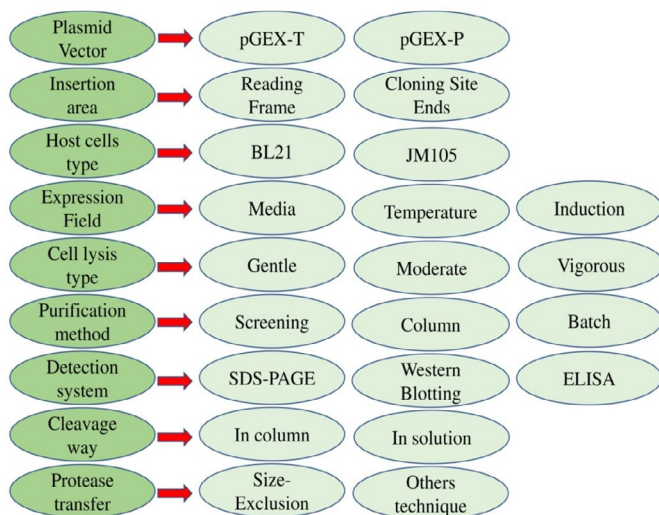 Plasmid
Vector
pGEX-T
pGEX-P
Insertion
area
Reading
Frame
Cloning Site
Ends
Host cells
type
BL21
JM105
Expression
Field
Media
Temperature
Induction
Cell lysis
type
Gentle
Moderate
Vigorous
Purification
method
Screening
Column
Batch
Detection
system
SDS-PAGE
Western
Blotting
ELISA
Cleavage
way
In column
In solution
Protease
transfer
Size-
Exclusion
Others
technique